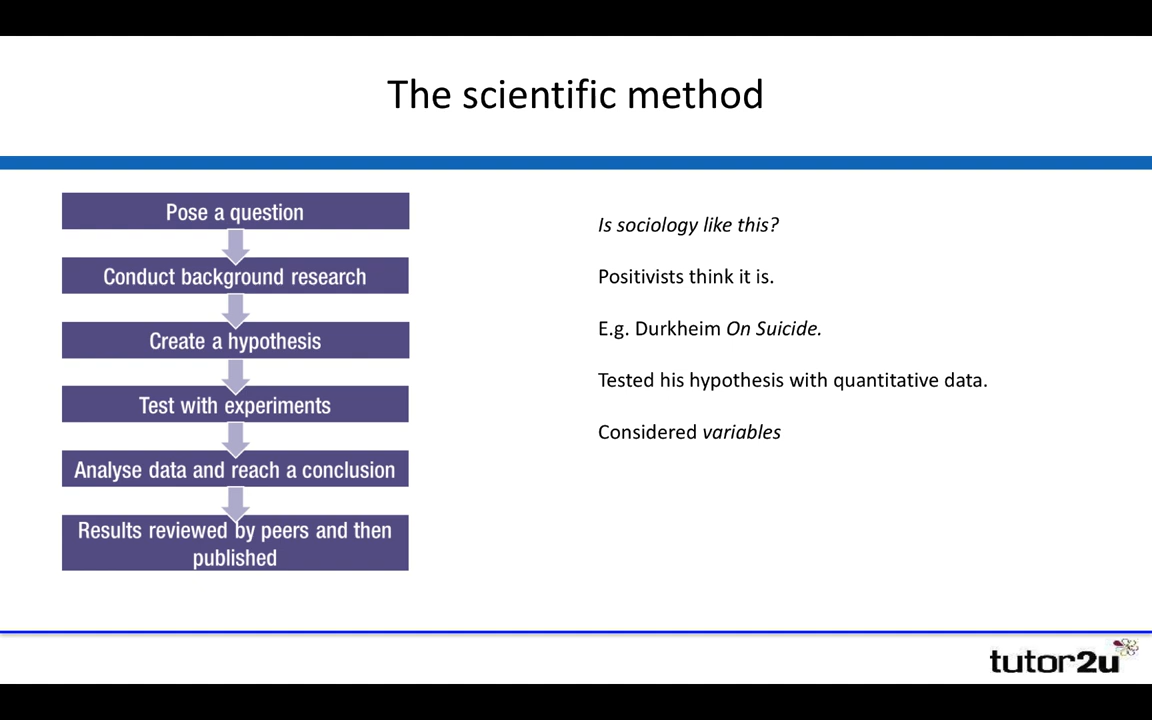 The scientific method
Pose a question
Conduct background research
Create a hypothesis
Test with experiments
Analyse data and reach a conclusion
Results reviewed by peers and then
published
Is sociology like this?
Positivists think it is.
E.g. Durkheim On Suicide.
Tested his hypothesis with quantitative data.
Considered variables
tutor2u